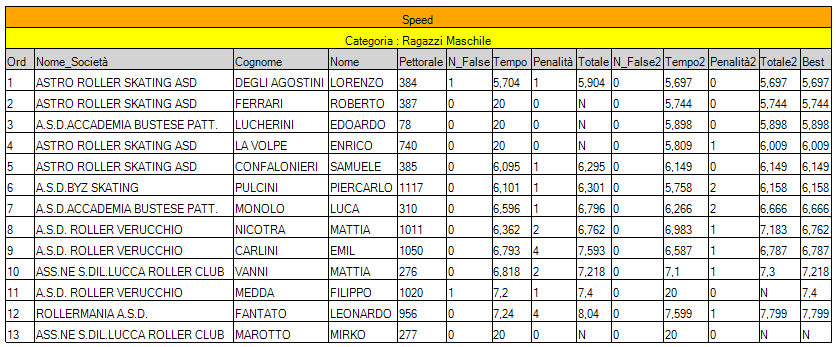 Speed
Categoria : Ragazzi Maschile
Ord Nome_Società Cognome Nome Pettorale N_False Tempo Penalità Totale N_False2 Tempo2 Penalità2 Totale2 Best
1 ASTRO ROLLER SKATING ASD DEGLI AGOSTINI LORENZO 384 1 5,704 1 5,904 0 5,697 0 5,697 5,697
2 ASTRO ROLLER SKATING ASD FERRARI ROBERTO 387 0 20 0 N 0 5,744 0 5,744 5,744
3 A.S.D.ACCADEMIA BUSTESE PATT. LUCHERINI EDOARDO 78 0 20 0 N 0 5,898 0 5,898 5,898
4 ASTRO ROLLER SKATING ASD LA VOLPE ENRICO 740 0 20 0 N 0 5,809 1 6,009 6,009
5 ASTRO ROLLER SKATING ASD CONFALONIERI SAMUELE 385 0 6,095 1 6,295 0 6,149 0 6,149 6,149
6 A.S.D.BYZ SKATING PULCINI PIERCARLO 1117 0 6,101 1 6,301 0 5,758 2 6,158 6,158
7 A.S.D.ACCADEMIA BUSTESE PATT. MONOLO LUCA 310 0 6,596 1 6,796 0 6,266 2 6,666 6,666
8 A.S.D. ROLLER VERUCCHIO NICOTRA MATTIA 1011 0 6,362 2 6,762 0 6,983 1 7,183 6,762
9 A.S.D. ROLLER VERUCCHIO CARLINI EMIL 1050 0 6,793 4 7,593 0 6,587 1 6,787 6,787
10 ASS.NE S.DIL.LUCCA ROLLER CLUB VANNI MATTIA 276 0 6,818 2 7,218 0 7,1 1 7,3 7,218
11 A.S.D. ROLLER VERUCCHIO MEDDA FILIPPO 1020 1 7,2 1 7,4 0 20 0 N 7,4
12 ROLLERMANIA A.S.D. FANTATO LEONARDO 956 0 7,24 4 8,04 0 7,599 1 7,799 7,799
13 ASS.NE S.DIL.LUCCA ROLLER CLUB MAROTTO MIRKO 277 0 20 0 N 0 20 0 N N